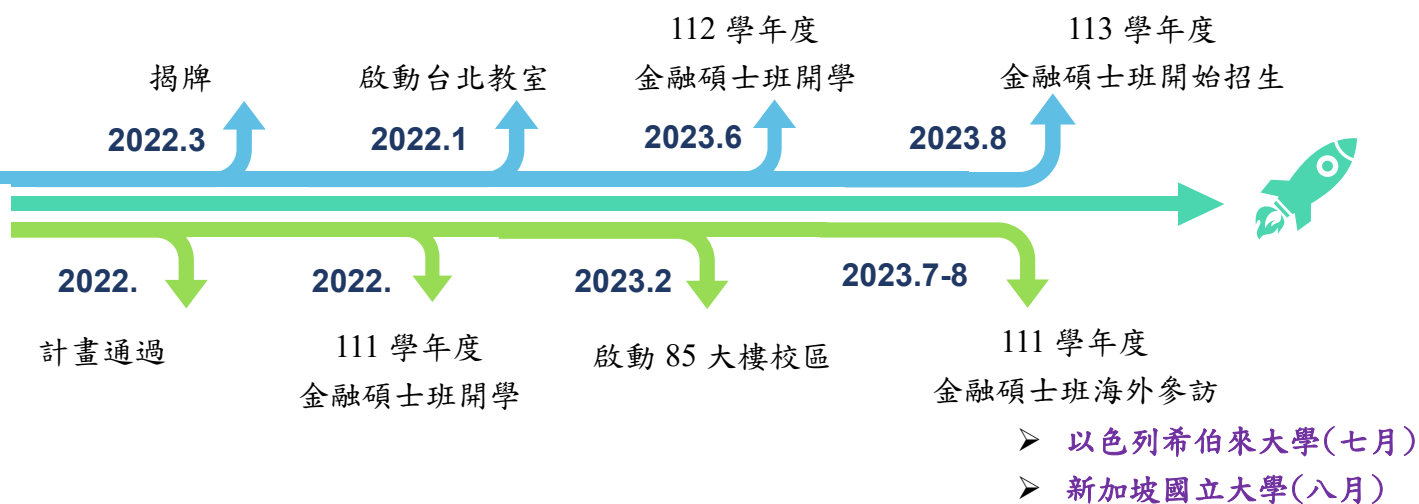 112 學年度
金融碩士班開學
113 學年度
金融碩士班開始招生
揭牌
啟動台北教室
2022.3
2022.1
2023.6
2023.8
2022.
2022.
2023.2
2023.7-8
計畫通過
111 學年度
金融碩士班開學
啟動 85 大樓校區
111 學年度
金融碩士班海外參訪
➢ 以色列希伯來大學(七月)
➢ 新加坡國立大學(八月)